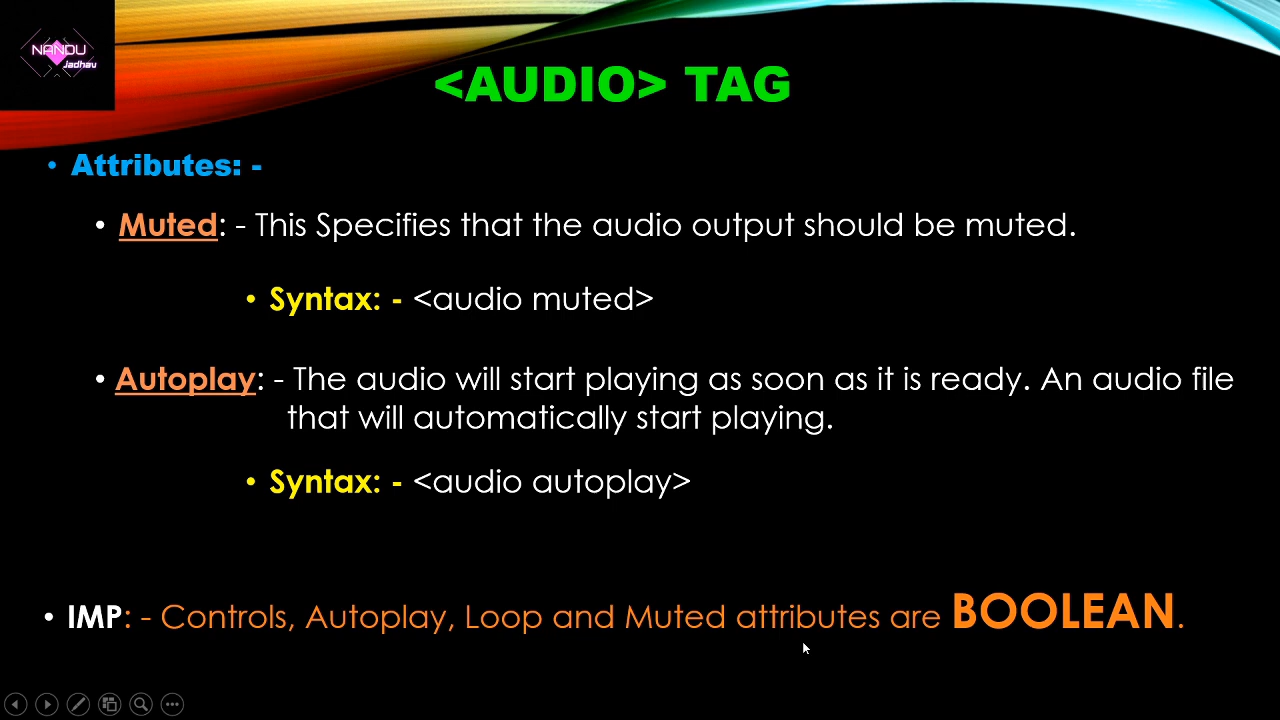 NANDU
Jadhav
<AUDIO> TAG
• Attributes: -
• Muted: - This Specifies that the audio output should be muted.
• Syntax: - <audio muted>
• Autoplay: - The audio will start playing as soon as it is ready. An audio file
that will automatically start playing.
• Syntax: - <audio autoplay>
• IMP: - Controls, Autoplay, Loop and Muted attributes are BOOLEAN.